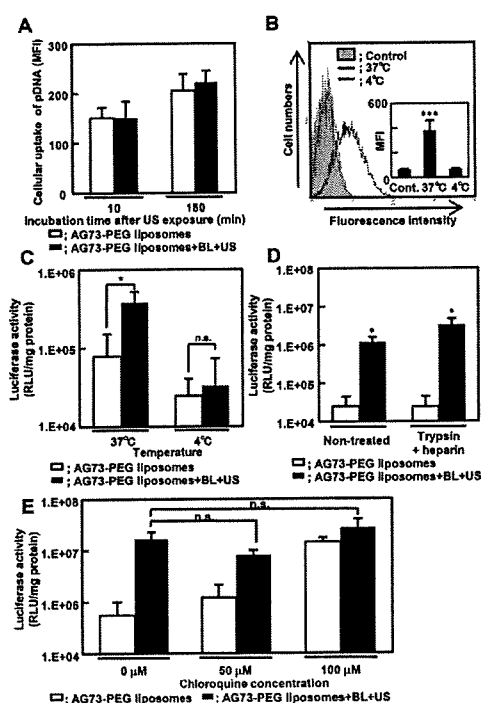 A
Cellular uptake of pDNA (MFI)
300
200
100
0
10
180
Incubation time after US exposure (min)
; AG73-PEG liposomes
; AG73-PEG liposomes+BL+US
B
Cell numbers
; Control
; 37℃
; 4℃
600
***
MFI
0
Cont. 37℃ 4℃
Fluorescence intensity
C
Luciferase activity
(RLU/mg protein)
1.E+06
1.E+05
1.E+04
*
n.s.
37℃
4℃
Temperature
; AG73-PEG liposomes
; AG73-PEG liposomes+BL+US
D
Luciferase activity
(RLU/mg protein)
1.E+08
1.E+07
1.E+06
1.E+05
1.E+04
*
*
Non-treated
Trypsin
+ heparin
; AG73-PEG liposomes
; AG73-PEG liposomes+BL+US
E
Luciferase activity
(RLU/mg protein)
1.E+08
1.E+07
1.E+06
1.E+04
n.s.
n.s.
0 μM
50 μM
100 μM
Chloroquine concentration
; AG73-PEG liposomes
; AG73-PEG liposomes+BL+US